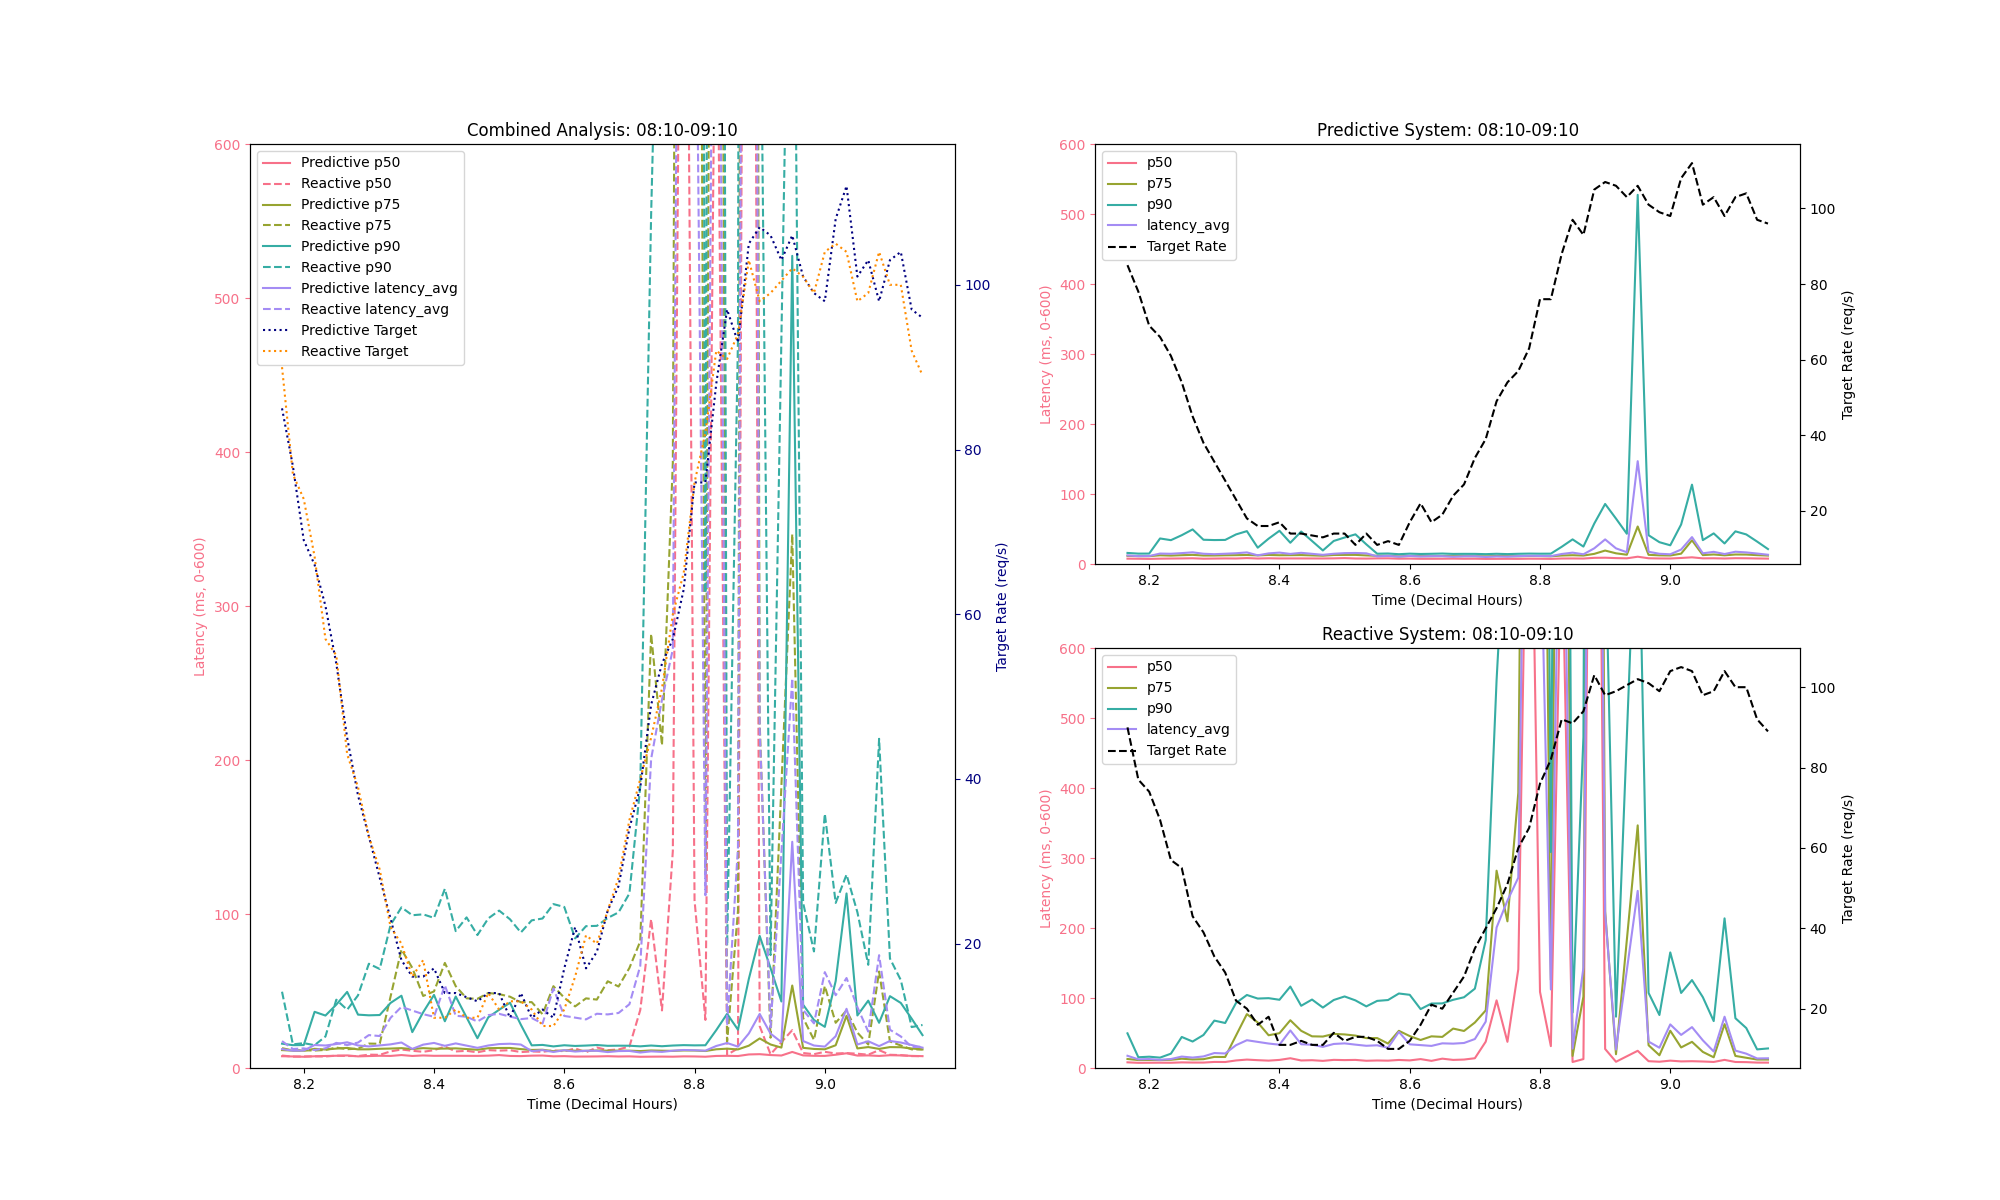 Combined Analysis: 08:10-09:10
Predictive p50
Reactive p50
Predictive p75
Reactive p75
Predictive p90
Reactive p90
Predictive latency_avg
Reactive latency_avg
Predictive Target
Reactive Target
600
500
400
300
200
100
0
Latency (ms, 0-600)
100
80
60
40
20
Target Rate (req/s)
8.2 8.4 8.6 8.8 9.0
Time (Decimal Hours)
Predictive System: 08:10-09:10
p50
p75
p90
latency_avg
Target Rate
600
500
400
300
200
100
0
Latency (ms, 0-600)
100
80
60
40
20
Target Rate (req/s)
8.2 8.4 8.6 8.8 9.0
Time (Decimal Hours)
Reactive System: 08:10-09:10
p50
p75
p90
latency_avg
Target Rate
600
500
400
300
200
100
0
Latency (ms, 0-600)
100
80
60
40
20
Target Rate (req/s)
8.2 8.4 8.6 8.8 9.0
Time (Decimal Hours)